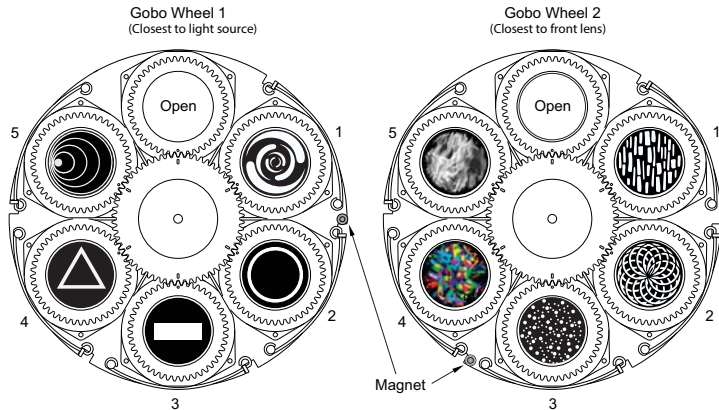 Gobo Wheel 1
(Closest to light source)
Gobo Wheel 2
(Closest to front lens)
Open
Open
5
1
5
1
4
2
4
2
Magnet
3
3